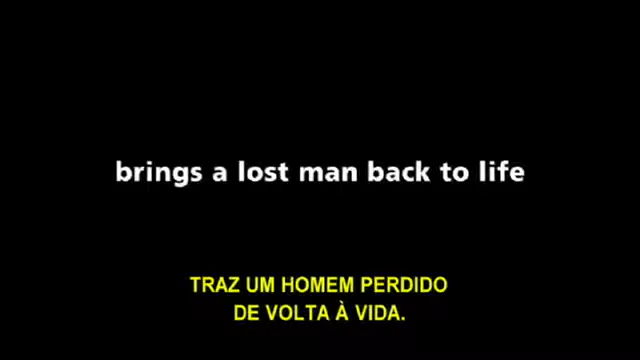 brings a lost man back to life
TRAZ UM HOMEM PERDIDO
DE VOLTA À VIDA.